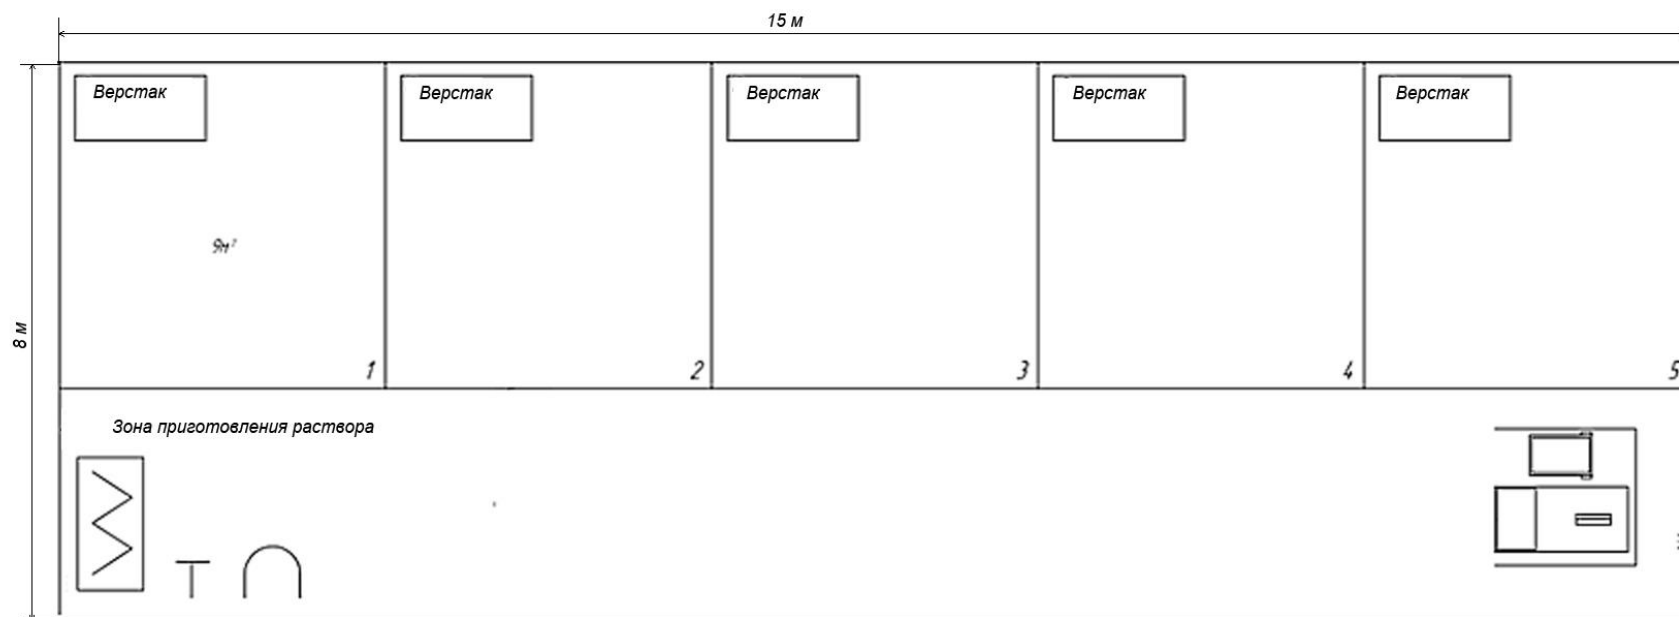 15 м
Верстак
Верстак
Верстак
Верстак
Верстак
9м²
8 м
1
2
3
4
5
Зона приготовления раствора